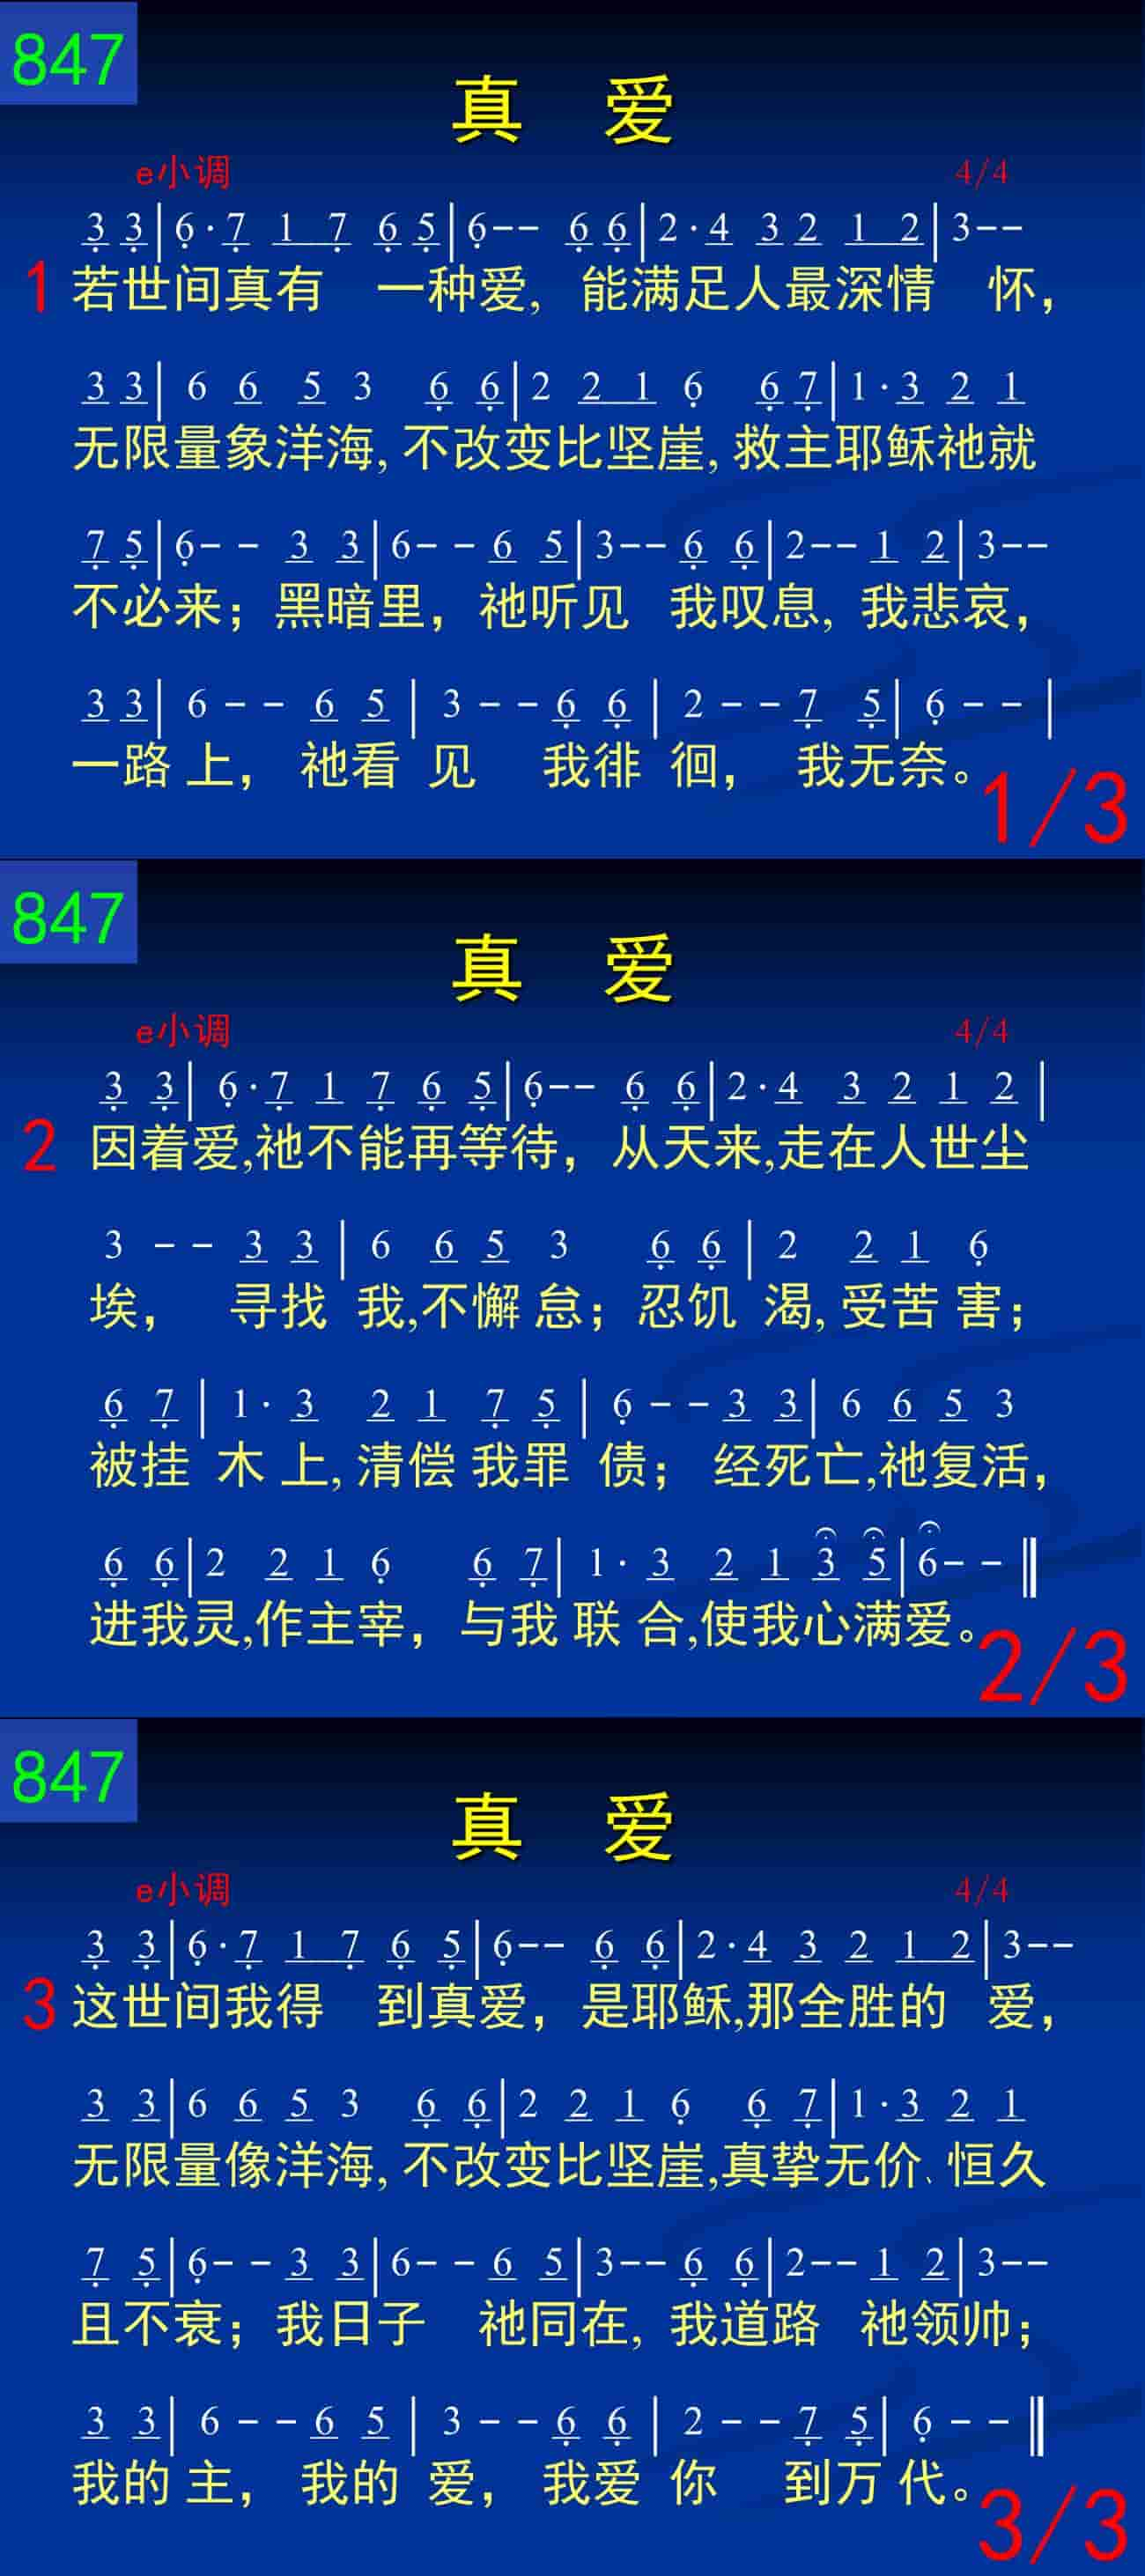 847
真 爱
e小调 4/4
3 3|6·7 1 7 6 5|6-- 6 6|2·4 3 2 1 2|3--
1 若世间真有 一种爱, 能满足人最深情 怀,
3 3| 6 6 5 3 6 6|2 2 1 6 6 7|1·3 2 1
无限量象洋海, 不改变比坚崖, 救主耶稣祂就
7 5|6-- 3 3|6--6 5|3--6 6|2--1 2|3--
不必来; 黑暗里, 祂听见 我叹息, 我悲哀,
3 3| 6 -- 6 5 | 3 --6 6 | 2 --7 5| 6 -- |
一路 上, 祂看 见 我徘 徊, 我无奈。
1/3
847
真 爱
e小调 4/4
3 3| 6·7 1 7 6 5|6-- 6 6|2·4 3 2 1 2 |
2 因着爱,祂不能再等待, 从天来,走在人世尘
3 -- 3 3 | 6 6 5 3 6 6 | 2 2 1 6
埃, 寻找 我,不懈 怠; 忍饥 渴, 受苦 害;
6 7 | 1·3 2 1 7 5 | 6 --3 3| 6 6 5 3
被挂 木 上, 清偿 我罪 债; 经死亡,祂复活,
6 6|2 2 1 6 6 7| 1·3 2 1 3 5|6-- ‖
进我灵,作主宰, 与我 联 合,使我心满爱。
2/3
847
真 爱
e小调 4/4
3 3|6·7 1 7 6 5|6-- 6 6|2·4 3 2 1 2|3--
3 这世间我得 到真爱, 是耶稣,那全胜的 爱,
3 3|6 6 5 3 6 6|2 2 1 6 6 7|1·3 2 1
无限量像洋海, 不改变比坚崖,真挚无价、恒久
7 5|6--3 3|6--6 5|3--6 6|2--1 2|3--
且不衰; 我日子 祂同在, 我道路 祂领帅;
3 3| 6 --6 5 | 3 --6 6 | 2 --7 5| 6 -- ‖
我的 主, 我的 爱, 我爱 你 到万 代。
3/3